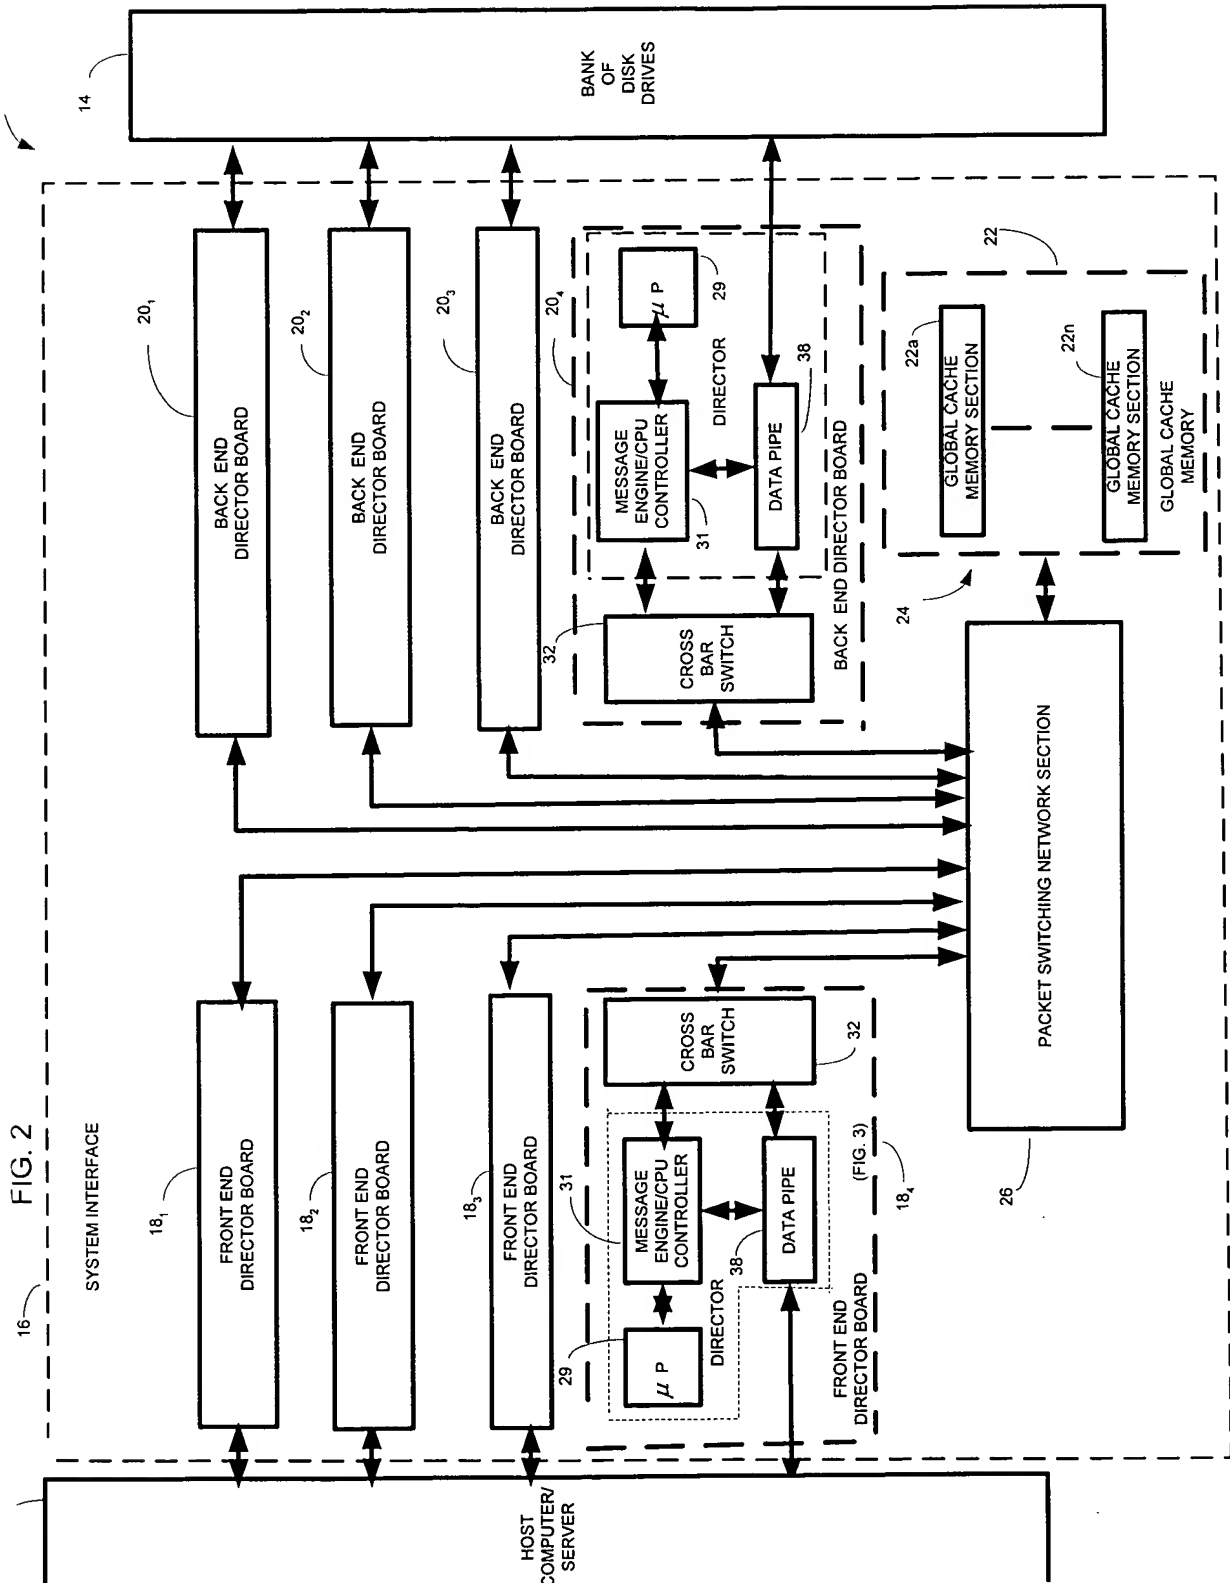 FIG. 2
16
SYSTEM INTERFACE
14
BANK
OF
DISK
DRIVES
HOST
COMPUTER/
SERVER
18₁
FRONT END
DIRECTOR BOARD
18₂
FRONT END
DIRECTOR BOARD
18₃
FRONT END
DIRECTOR BOARD
20₁
BACK END
DIRECTOR BOARD
20₂
BACK END
DIRECTOR BOARD
20₃
BACK END
DIRECTOR BOARD
20₄
29
μ P
31
MESSAGE
ENGINE/CPU
CONTROLLER
CROSS
BAR
SWITCH
32
DIRECTOR
38
DATA PIPE
FRONT END
DIRECTOR BOARD
(FIG. 3)
18₄
32
CROSS
BAR
SWITCH
MESSAGE
ENGINE/CPU
CONTROLLER
31
μ P
29
DIRECTOR
DATA PIPE
38
BACK END DIRECTOR BOARD
26
PACKET SWITCHING NETWORK SECTION
24
22
22a
GLOBAL CACHE
MEMORY SECTION
22n
GLOBAL CACHE
MEMORY SECTION
GLOBAL CACHE
MEMORY